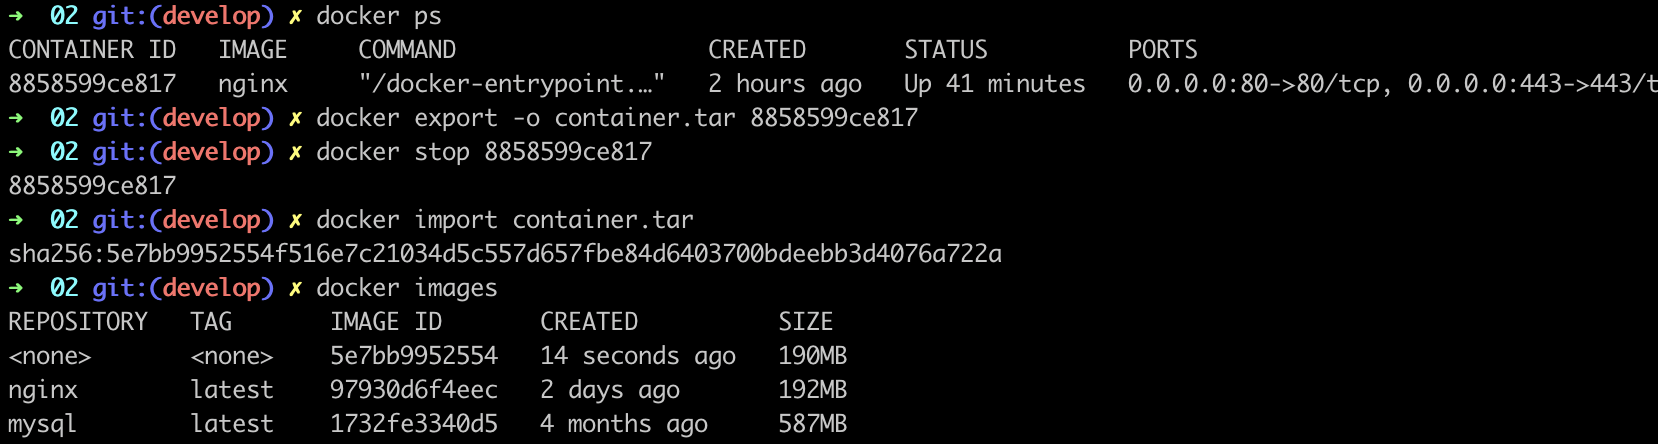 ➜  02 git:(develop) ✗ docker ps
CONTAINER ID   IMAGE     COMMAND                  CREATED       STATUS          PORTS
8858599ce817   nginx     "/docker-entrypoint.…"   2 hours ago   Up 41 minutes   0.0.0.0:80->80/tcp, 0.0.0.0:443->443/t
➜  02 git:(develop) ✗ docker export -o container.tar 8858599ce817
➜  02 git:(develop) ✗ docker stop 8858599ce817
8858599ce817
➜  02 git:(develop) ✗ docker import container.tar
sha256:5e7bb9952554f516e7c21034d5c557d657fbe84d6403700bdeebb3d4076a722a
➜  02 git:(develop) ✗ docker images
REPOSITORY   TAG       IMAGE ID       CREATED          SIZE
<none>       <none>    5e7bb9952554   14 seconds ago   190MB
nginx        latest    97930d6f4eec   2 days ago       192MB
mysql        latest    1732fe3340d5   4 months ago     587MB